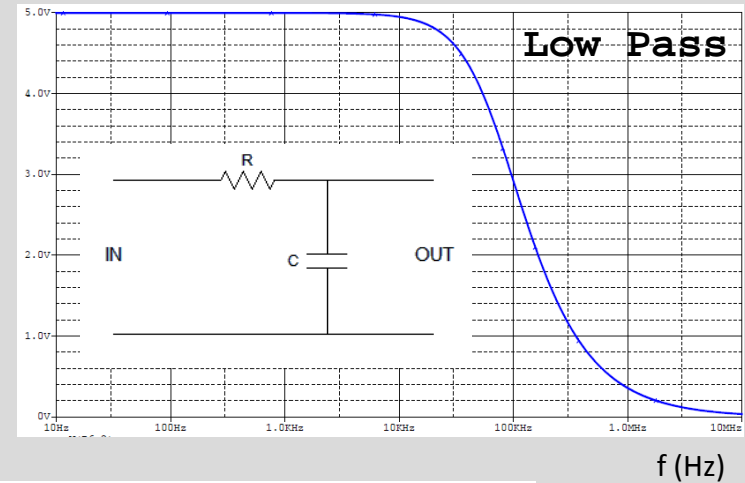 5.0V
Low Pass
4.0V
R
3.0V
IN
C
OUT
2.0V
1.0V
0V
10Hz 100Hz 1.0KHz 10KHz 100KHz 1.0MHz 10MHz
f (Hz)